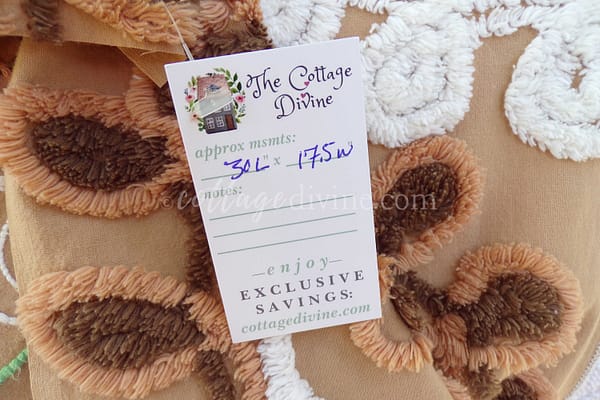 The Cottage
Divine
approx msmts:
30L " x 17.5W
notes:
©cottagedivine.com
—enjoy—
EXCLUSIVE
SAVINGS:
cottagedivine.com